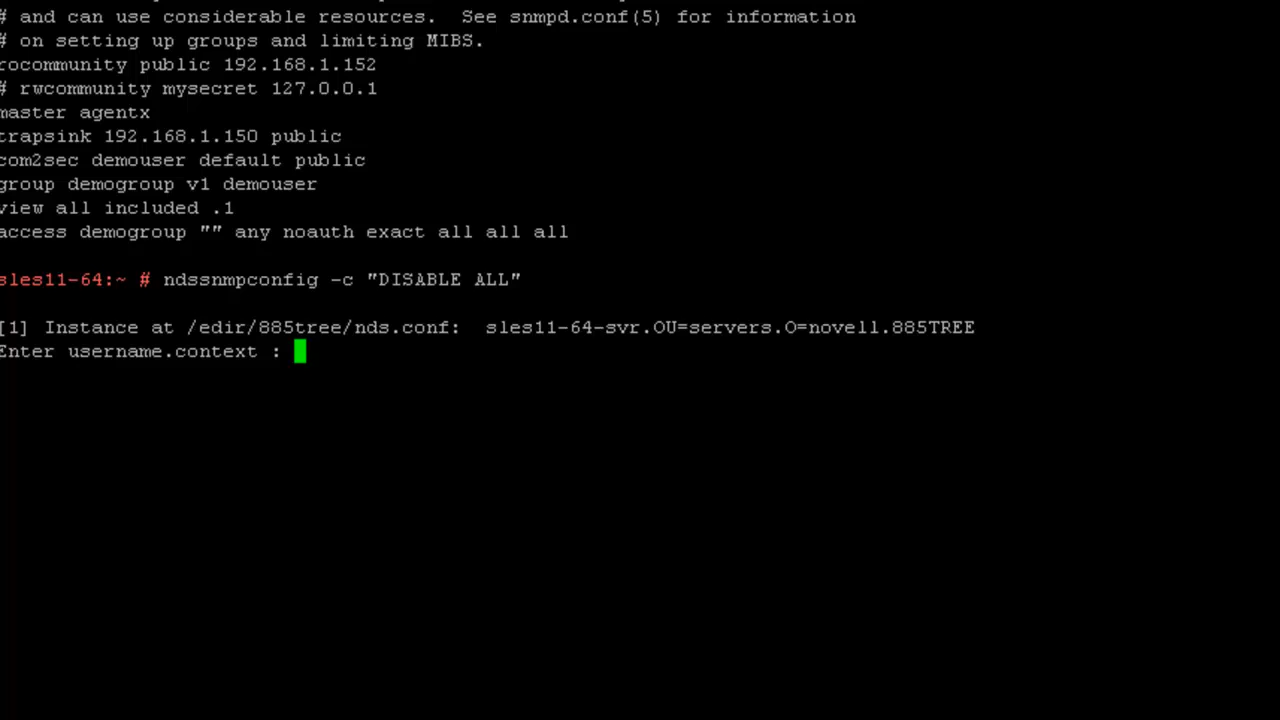 # and can use considerable resources.  See snmpd.conf(5) for information
# on setting up groups and limiting MIBS.
rocommunity public 192.168.1.152
# rwcommunity mysecret 127.0.0.1
master agentx
trapsink 192.168.1.150 public
com2sec demouser default public
group demogroup v1 demouser
view all included .1
access demogroup "" any noauth exact all all all
sles11-64:~ # ndssnmpconfig -c "DISABLE ALL"
[1] Instance at /edir/885tree/nds.conf:  sles11-64-svr.OU=servers.O=novell.885TREE
Enter username.context :